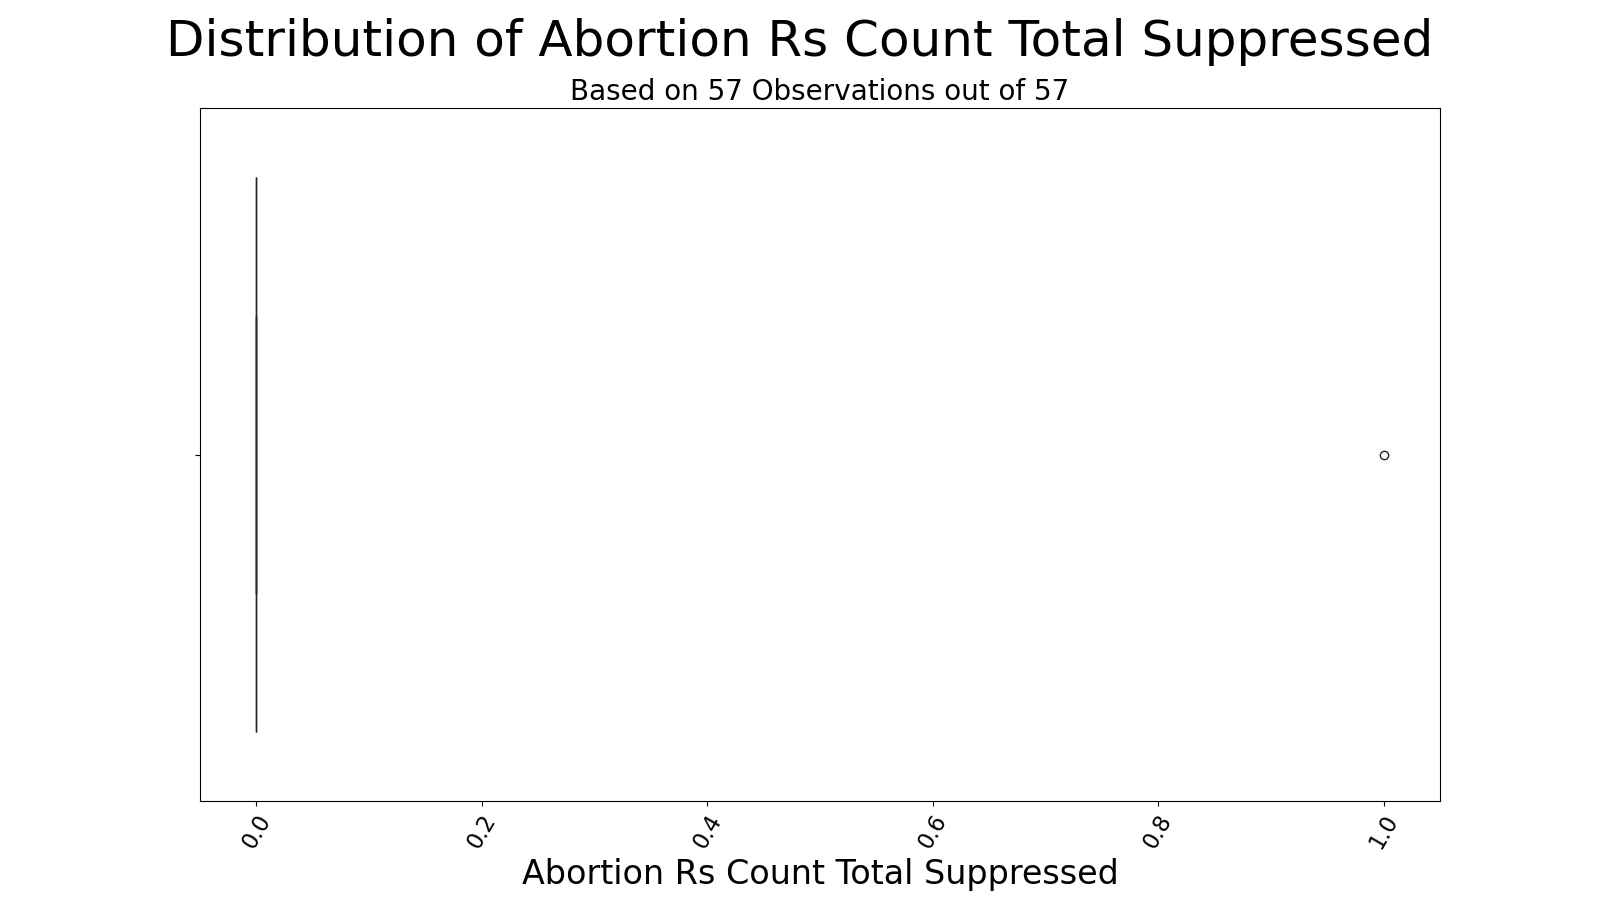 Distribution of Abortion Rs Count Total Suppressed
Based on 57 Observations out of 57
0.0
0.2
0.4
0.6
0.8
1.0
Abortion Rs Count Total Suppressed